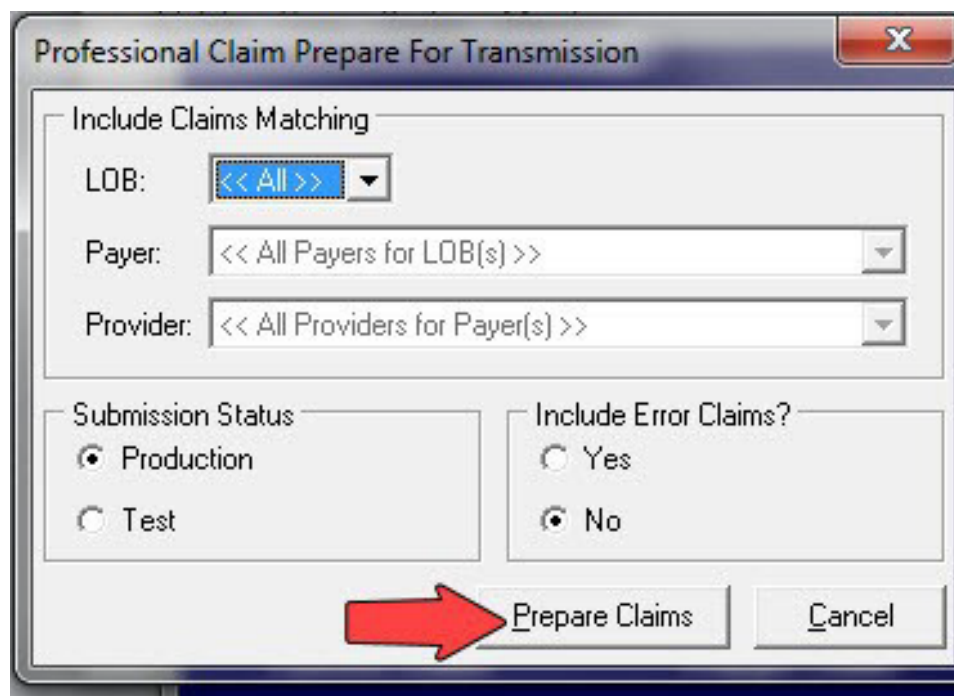 Professional Claim Prepare For Transmission
Include Claims Matching
LOB: << All >>
Payer: << All Payers for LOB(s) >>
Provider: << All Providers for Payer(s) >>
Submission Status
Production
Test
Include Error Claims?
Yes
No
Prepare Claims
Cancel